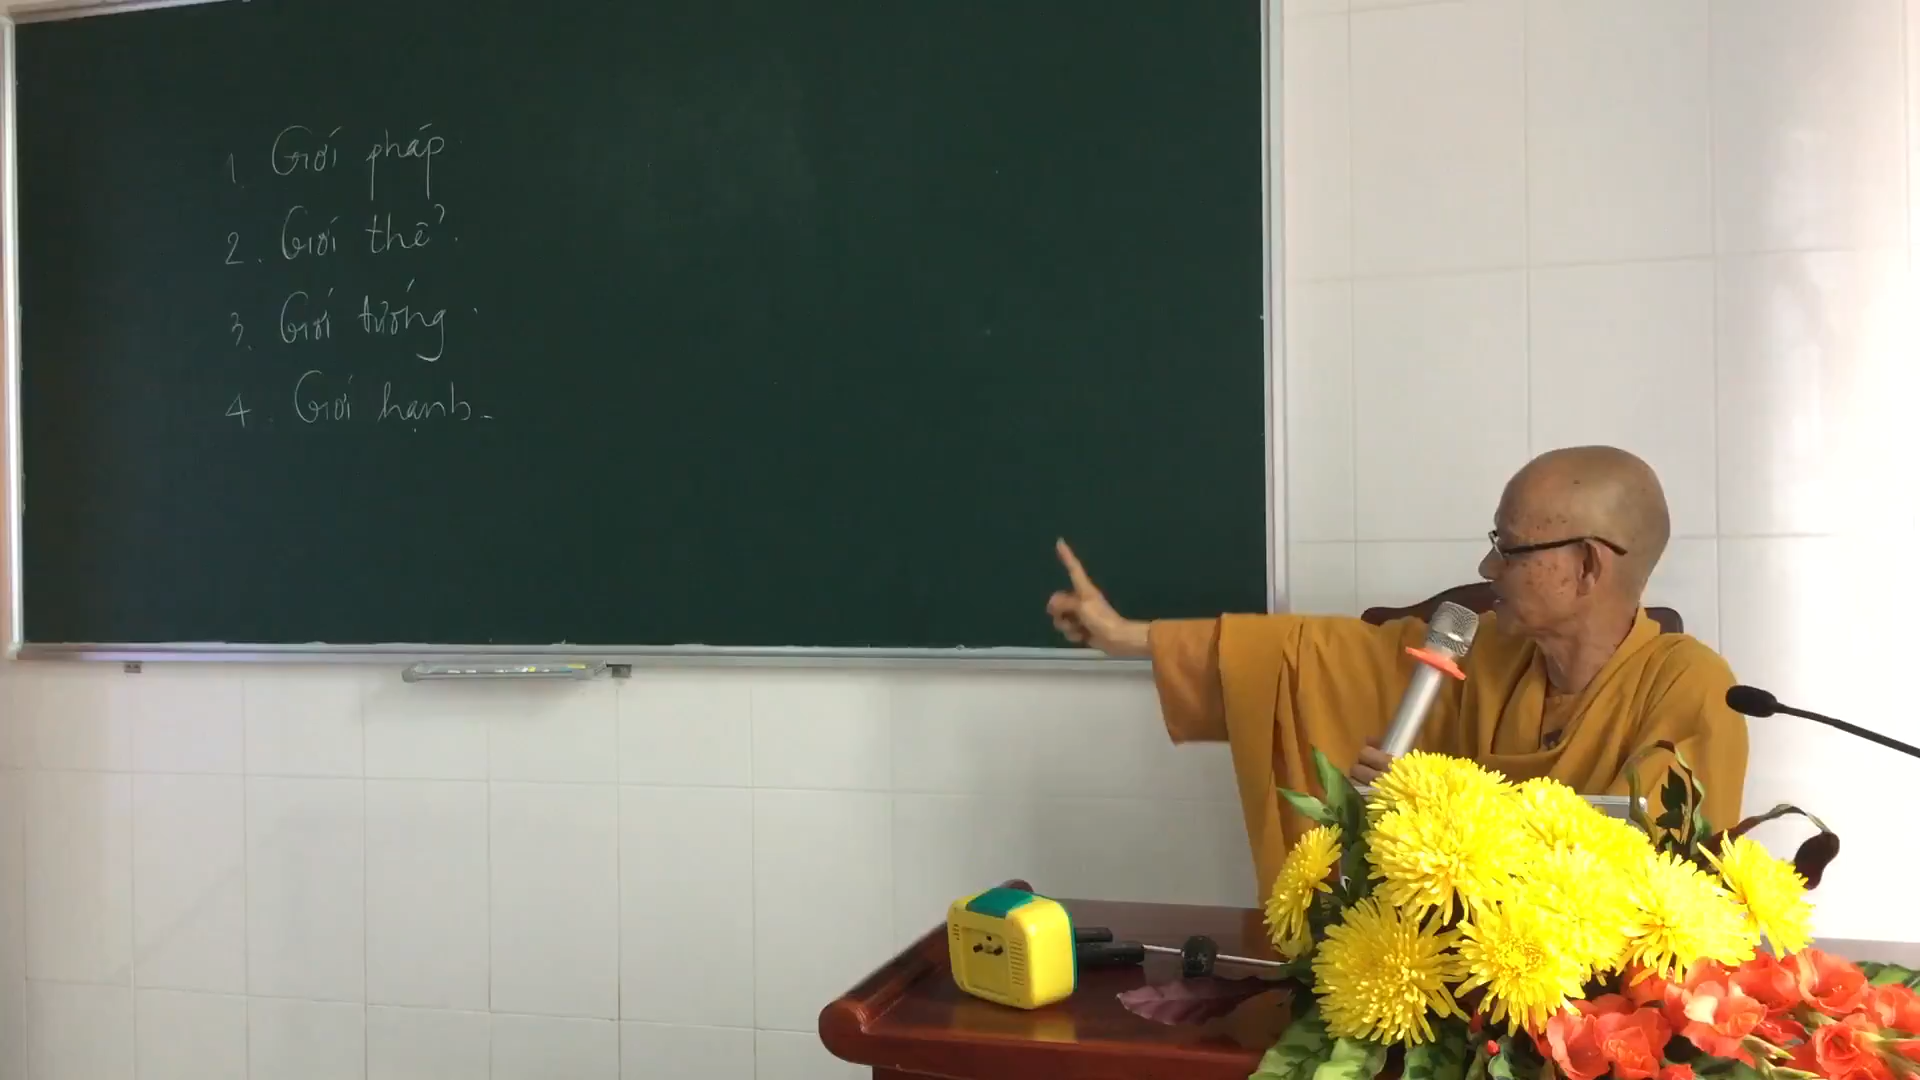 1. Giới pháp
2. Giới thể.
3. Giới tướng.
4. Giới hạnh-